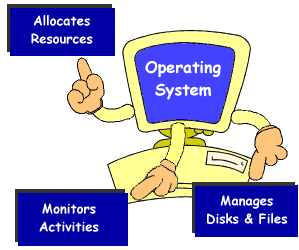 Allocates
Resources
Operating
System
Monitors
Activities
Manages
Disks & Files